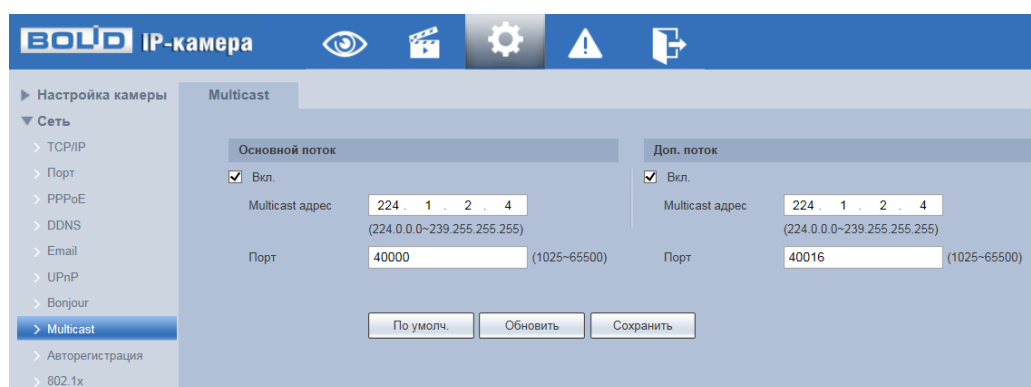 BOLID IP-камера
Настройка камеры
Сеть
TCP/IP
Порт
PPPoE
DDNS
Email
UPnP
Bonjour
Multicast
Авторегистрация
802.1x
Multicast
Основной поток
Вкл.
Multicast адрес 224 . 1 . 2 . 4
(224.0.0.0~239.255.255.255)
Порт 40000 (1025~65500)
Доп. поток
Вкл.
Multicast адрес 224 . 1 . 2 . 4
(224.0.0.0~239.255.255.255)
Порт 40016 (1025~65500)
По умолч. Обновить Сохранить